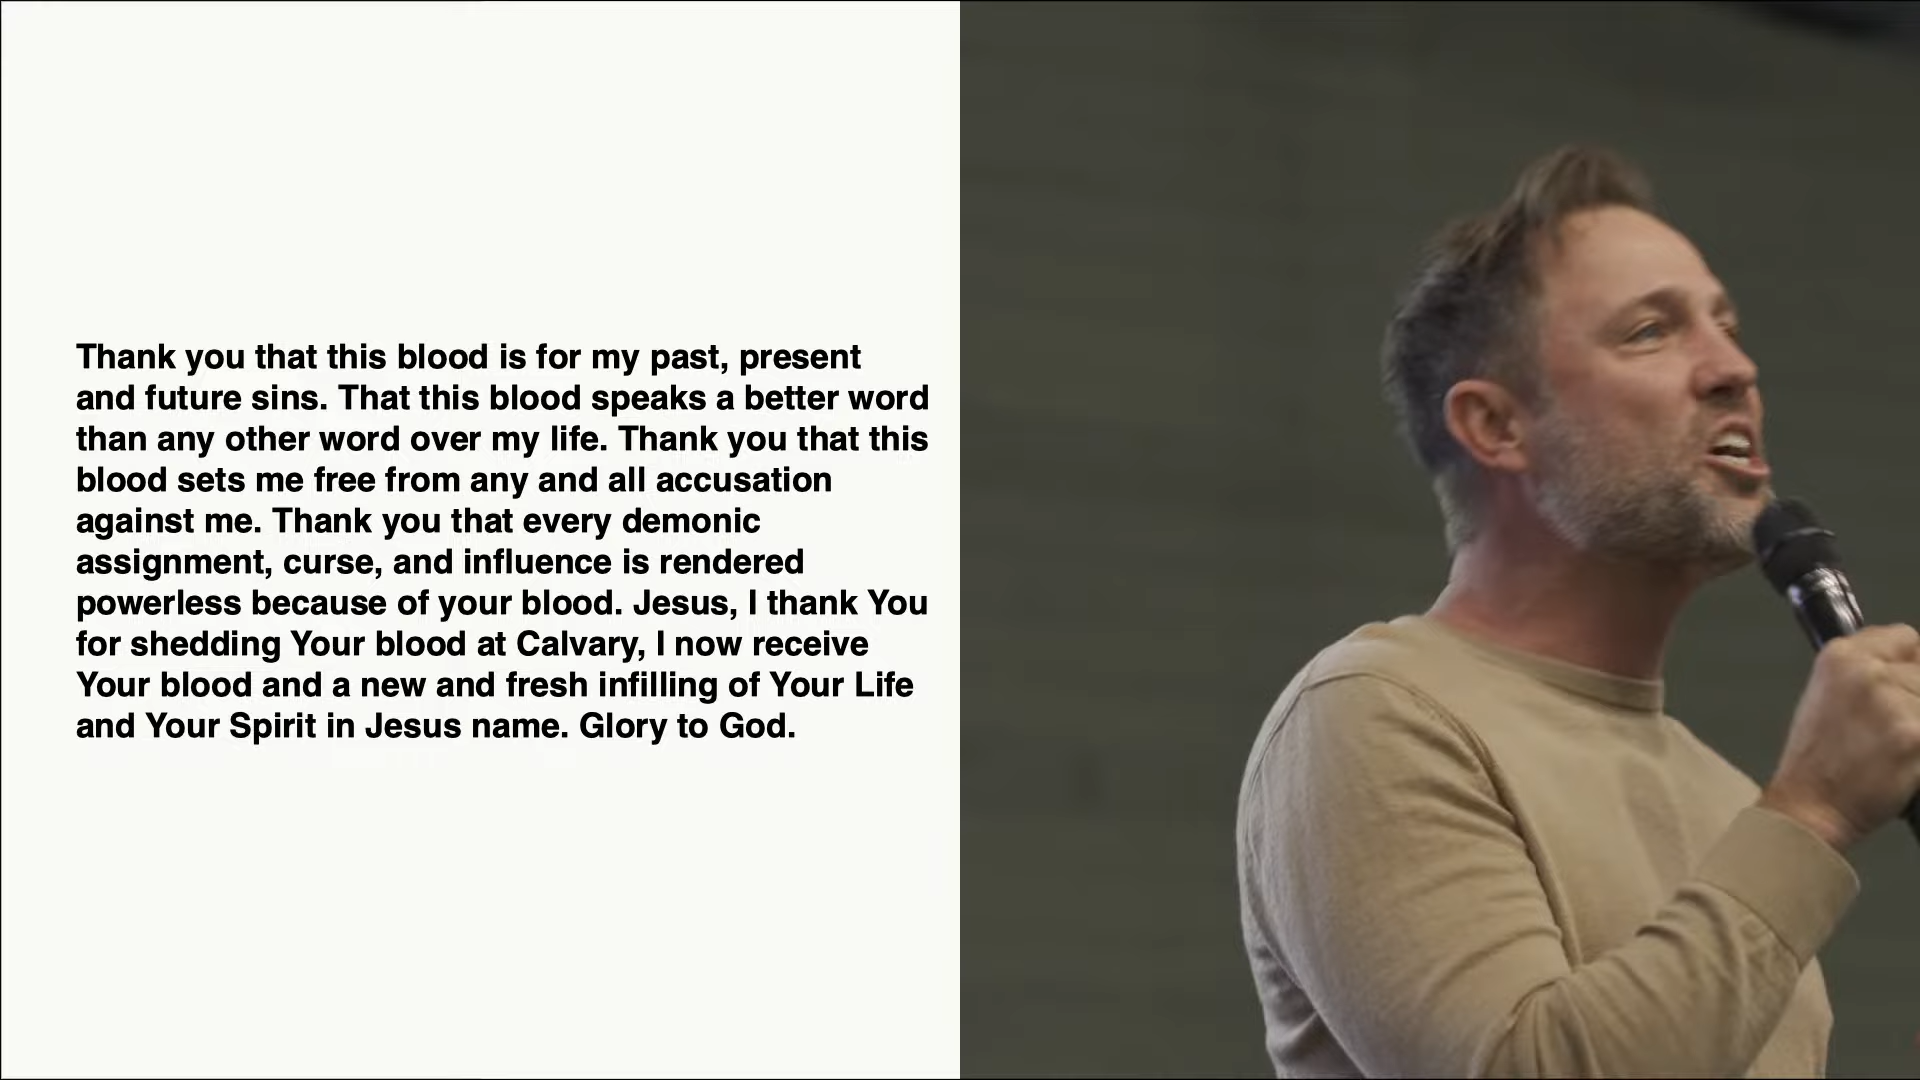 Thank you that this blood is for my past, present
and future sins. That this blood speaks a better word
than any other word over my life. Thank you that this
blood sets me free from any and all accusation
against me. Thank you that every demonic
assignment, curse, and influence is rendered
powerless because of your blood. Jesus, I thank You
for shedding Your blood at Calvary, I now receive
Your blood and a new and fresh infilling of Your Life
and Your Spirit in Jesus name. Glory to God.